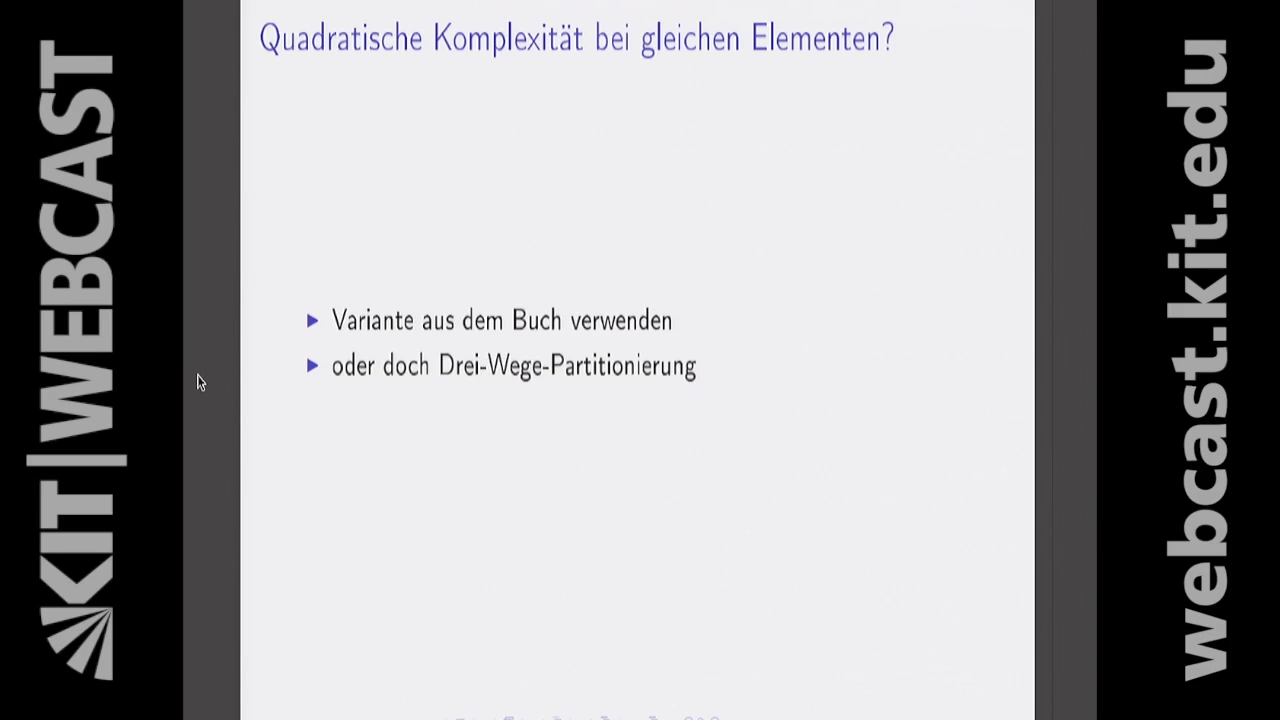 KIT|WEBCAST
Quadratische Komplexität bei gleichen Elementen?
Variante aus dem Buch verwenden
oder doch Drei-Wege-Partitionierung
webcast.kit.edu